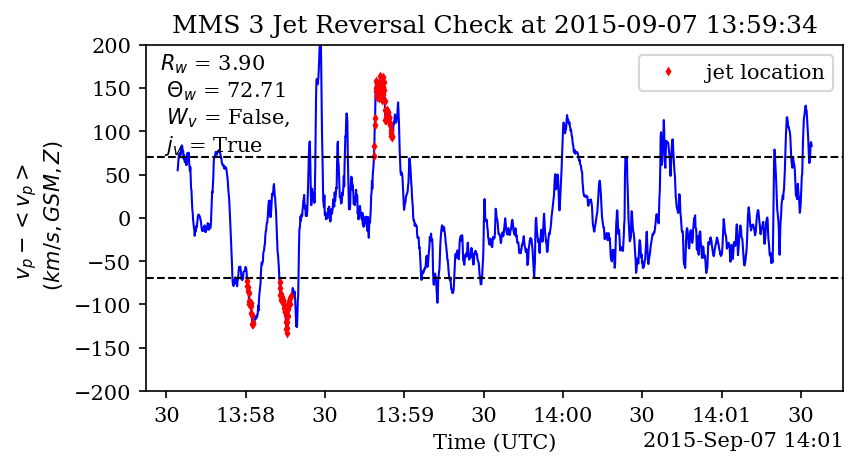 MMS 3 Jet Reversal Check at 2015-09-07 13:59:34
R_w = 3.90
Θ_w = 72.71
W_v = False,
j_v = True
jet location
v_p − < v_p >
(km/s, GSM, Z)
200
150
100
50
0
−50
−100
−150
−200
30 13:58 30 13:59 30 14:00 30 14:01 30
Time (UTC)
2015-Sep-07 14:01